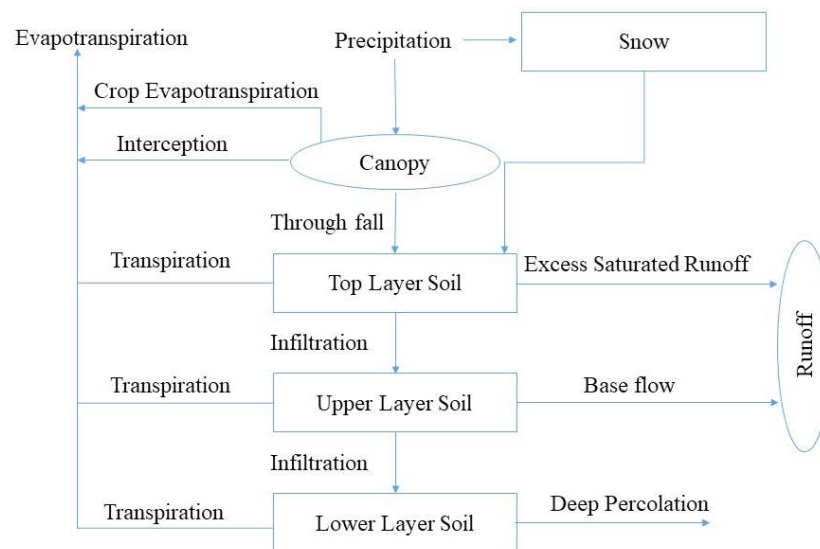 Evapotranspiration
Precipitation
Snow
Crop Evapotranspiration
Interception
Canopy
Through fall
Transpiration
Top Layer Soil
Excess Saturated Runoff
Infiltration
Runoff
Transpiration
Upper Layer Soil
Base flow
Infiltration
Transpiration
Lower Layer Soil
Deep Percolation